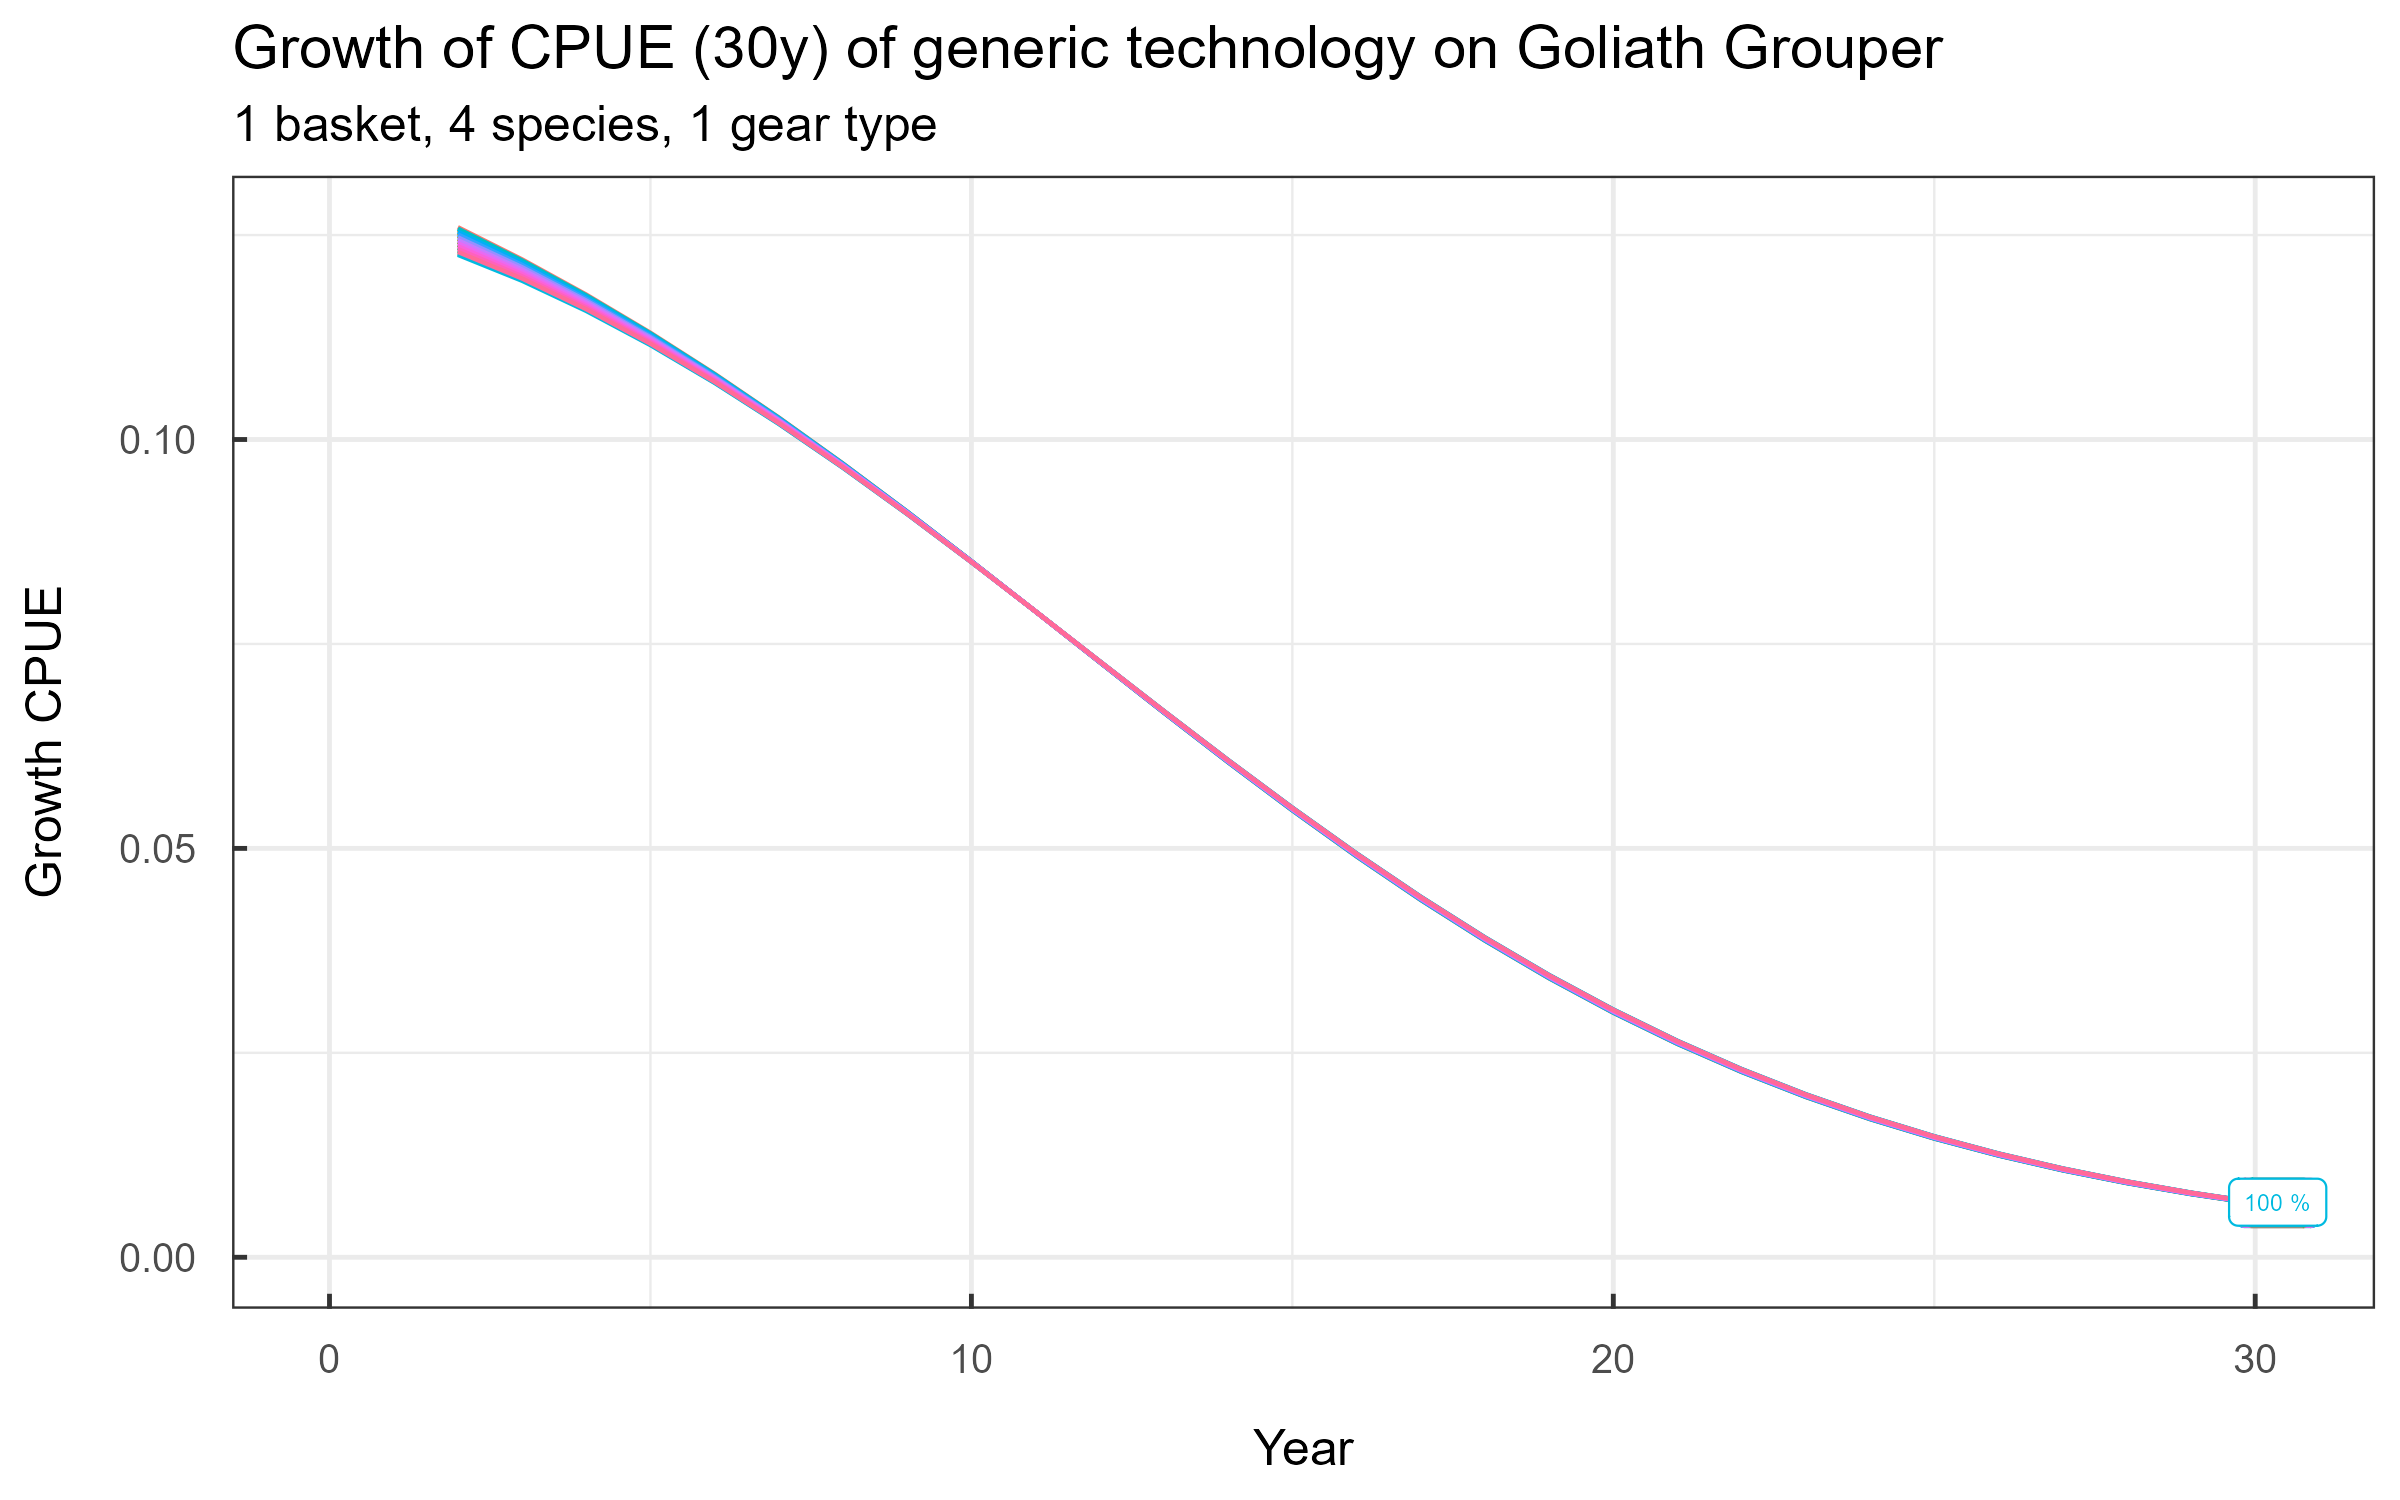 Growth of CPUE (30y) of generic technology on Goliath Grouper
1 basket, 4 species, 1 gear type
Growth CPUE
0.10
0.05
0.00
100 %
0
10
20
30
Year